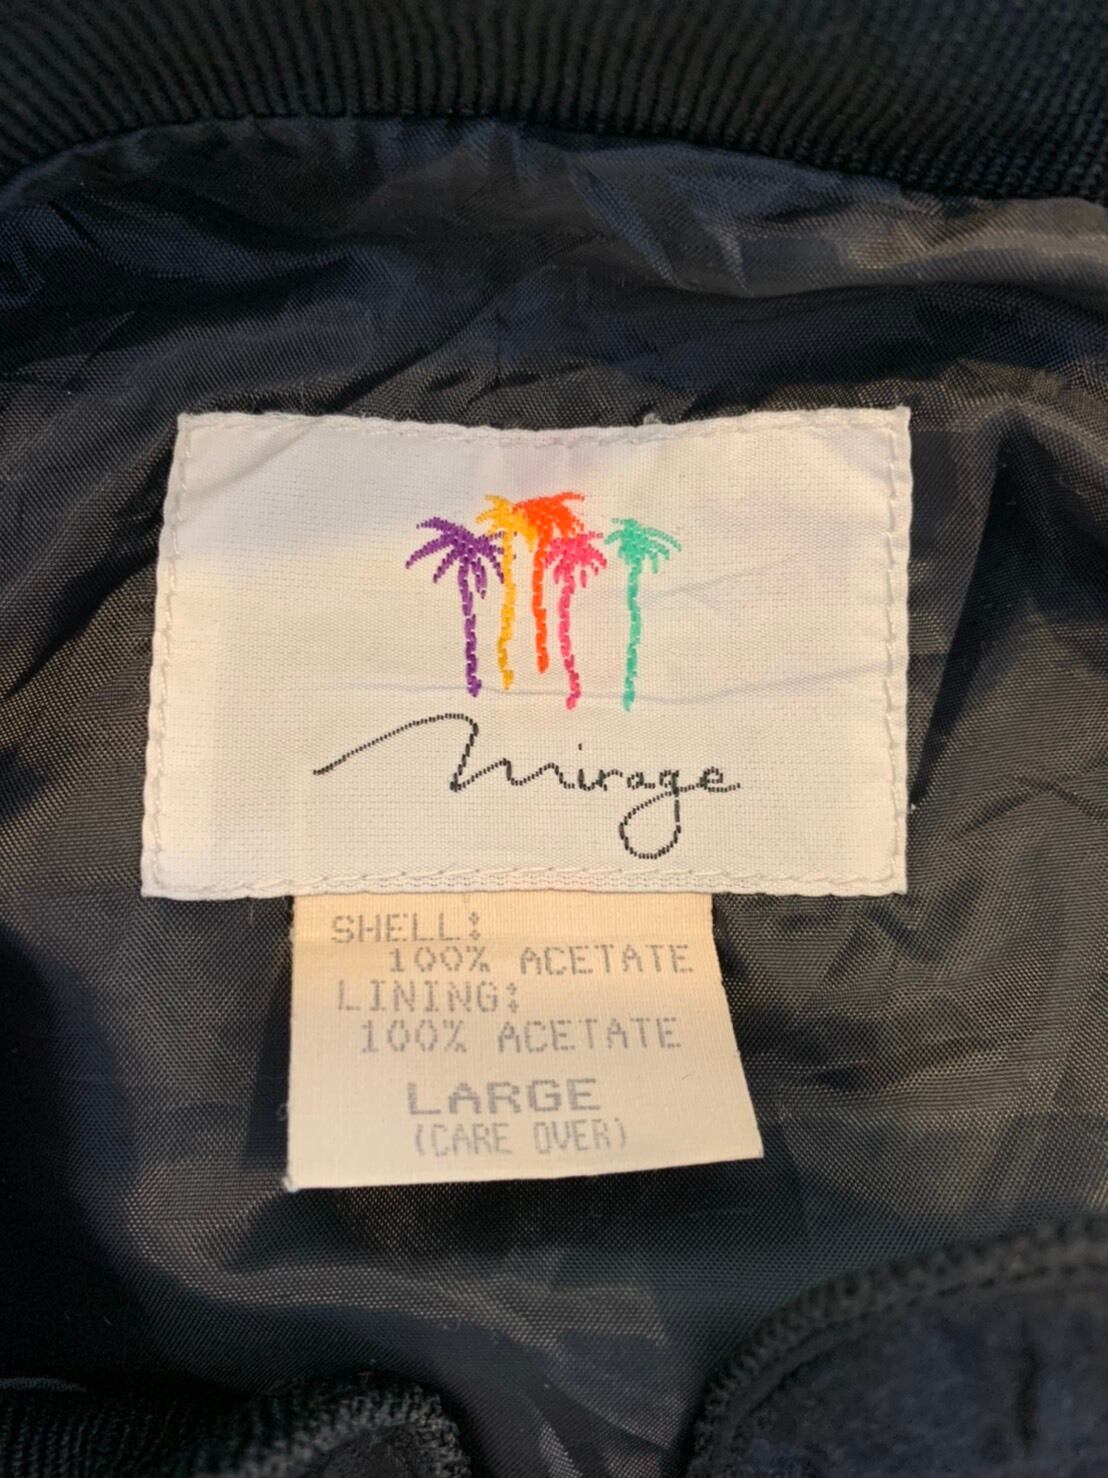 Mirage
SHELL:
100% ACETATE
LINING:
100% ACETATE
LARGE
(CARE OVER)